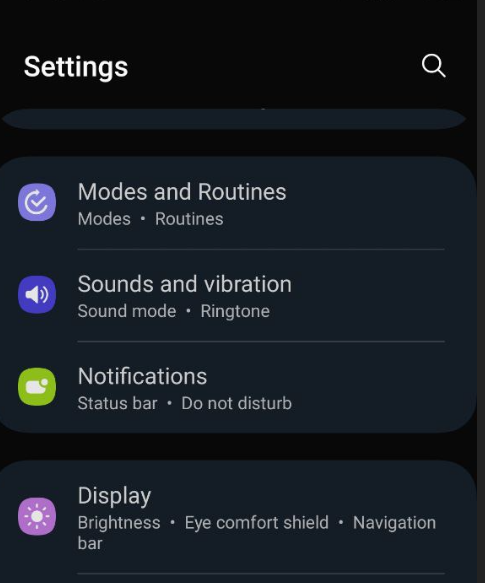 Settings
Modes and Routines
Modes • Routines
Sounds and vibration
Sound mode • Ringtone
Notifications
Status bar • Do not disturb
Display
Brightness • Eye comfort shield • Navigation
bar